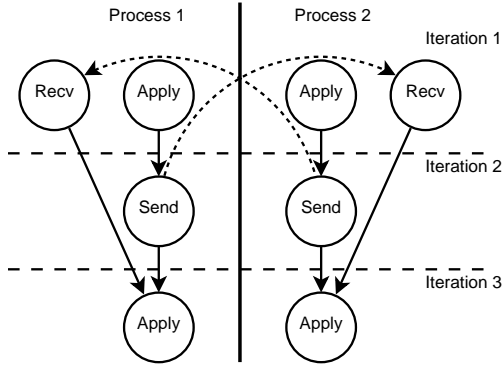 Process 1
Process 2
Iteration 1
Recv
Apply
Apply
Recv
Iteration 2
Send
Send
Iteration 3
Apply
Apply